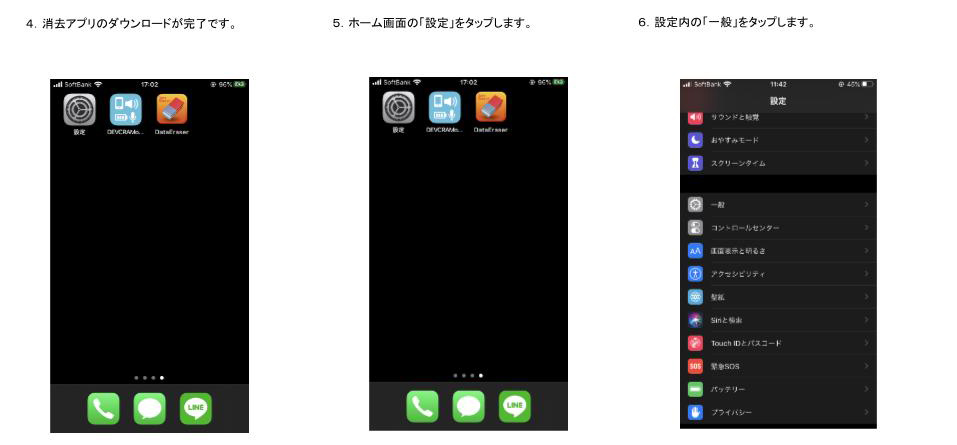 4. 消去アプリのダウンロードが完了です。
SoftBank 17:02 96%
設定 DEVCRAMo... DataEraser
LINE
5. ホーム画面の「設定」をタップします。
SoftBank 17:02 96%
設定 DEVCRAMo... DataEraser
LINE
6. 設定内の「一般」をタップします。
SoftBank 11:42 45%
設定
サウンドと触覚
おやすみモード
スクリーンタイム
一般
コントロールセンター
AA 画面表示と明るさ
アクセシビリティ
壁紙
Siriと検索
Touch IDとパスコード
SOS 緊急SOS
バッテリー
プライバシー